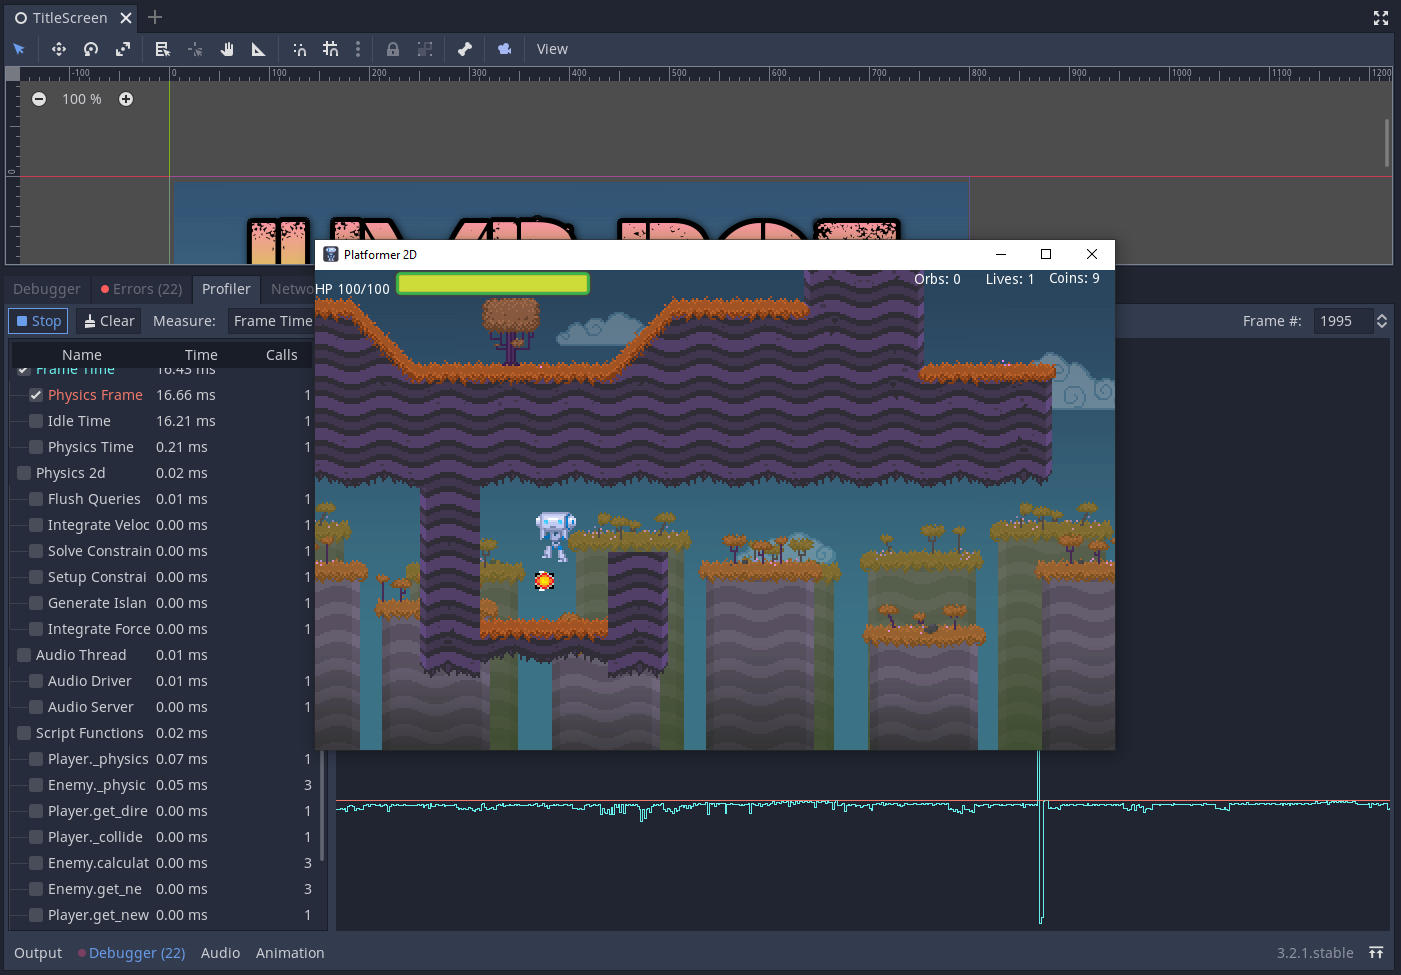 TitleScreen
View
-100 0 100 200 300 400 500 600 700 800 900 1000 1100 1200
100 %
0
Platformer 2D
HP 100/100
Orbs: 0 Lives: 1 Coins: 9
Debugger Errors (22) Profiler Netwo
Stop Clear Measure: Frame Time Frame #: 1995
Name Time Calls
Frame Time 16.43 ms
Physics Frame 16.66 ms 1
Idle Time 16.21 ms 1
Physics Time 0.21 ms 1
Physics 2d 0.02 ms
Flush Queries 0.01 ms 1
Integrate Veloc 0.00 ms 1
Solve Constrain 0.00 ms 1
Setup Constrai 0.00 ms 1
Generate Islan 0.00 ms 1
Integrate Force 0.00 ms 1
Audio Thread 0.01 ms
Audio Driver 0.01 ms 1
Audio Server 0.00 ms 1
Script Functions 0.02 ms
Player._physics 0.07 ms 1
Enemy._physic 0.05 ms 3
Player.get_dire 0.00 ms 1
Player._collide 0.00 ms 1
Enemy.calculat 0.00 ms 3
Enemy.get_ne 0.00 ms 3
Player.get_new 0.00 ms 1
Output Debugger (22) Audio Animation 3.2.1.stable